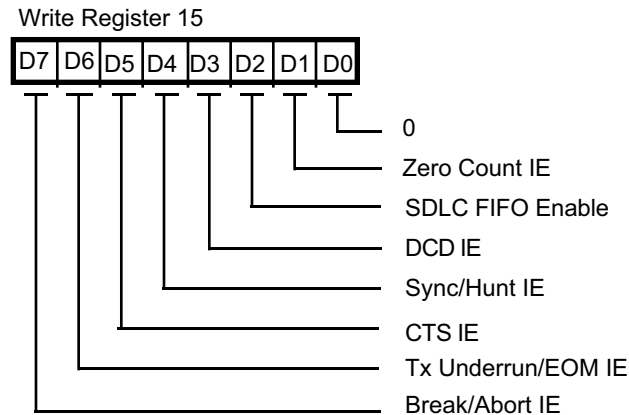 Write Register 15
D7 D6 D5 D4 D3 D2 D1 D0
0
Zero Count IE
SDLC FIFO Enable
DCD IE
Sync/Hunt IE
CTS IE
Tx Underrun/EOM IE
Break/Abort IE